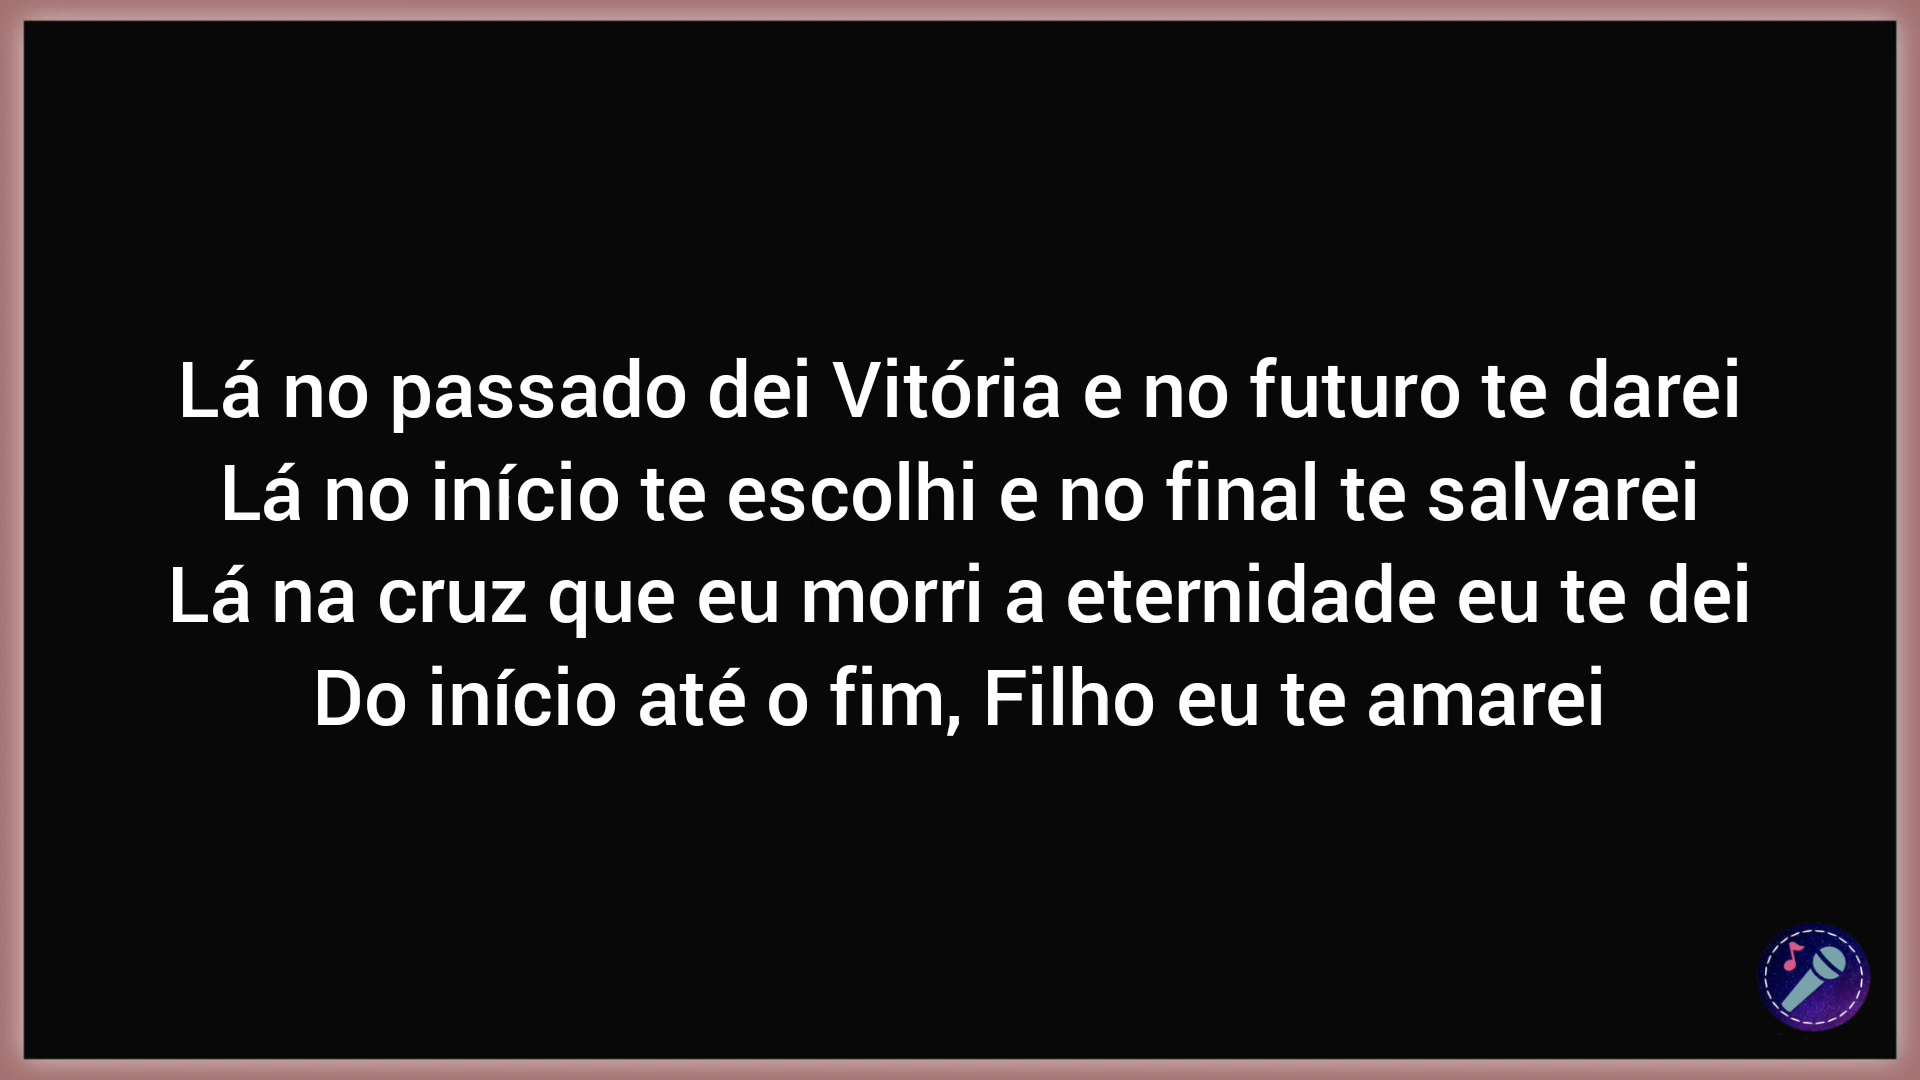 Lá no passado dei Vitória e no futuro te darei
Lá no início te escolhi e no final te salvarei
Lá na cruz que eu morri a eternidade eu te dei
Do início até o fim, Filho eu te amarei